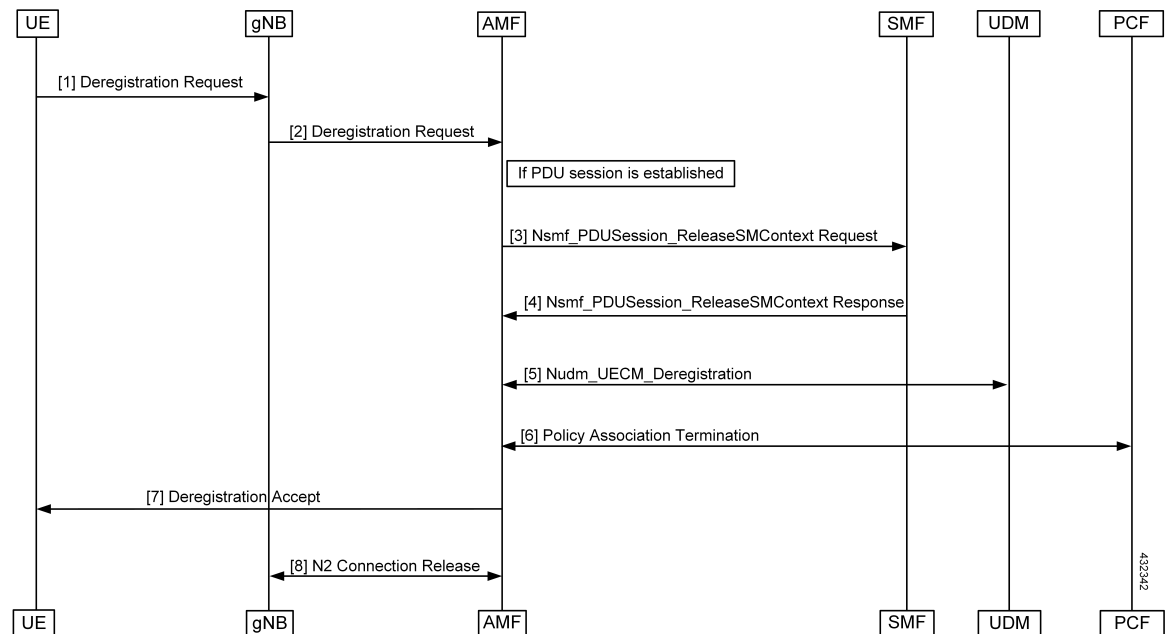 UE
gNB
AMF
SMF
UDM
PCF
[1] Deregistration Request
[2] Deregistration Request
If PDU session is established
[3] Nsmf_PDUSession_ReleaseSMContext Request
[4] Nsmf_PDUSession_ReleaseSMContext Response
[5] Nudm_UECM_Deregistration
[6] Policy Association Termination
[7] Deregistration Accept
[8] N2 Connection Release
432342
UE
gNB
AMF
SMF
UDM
PCF